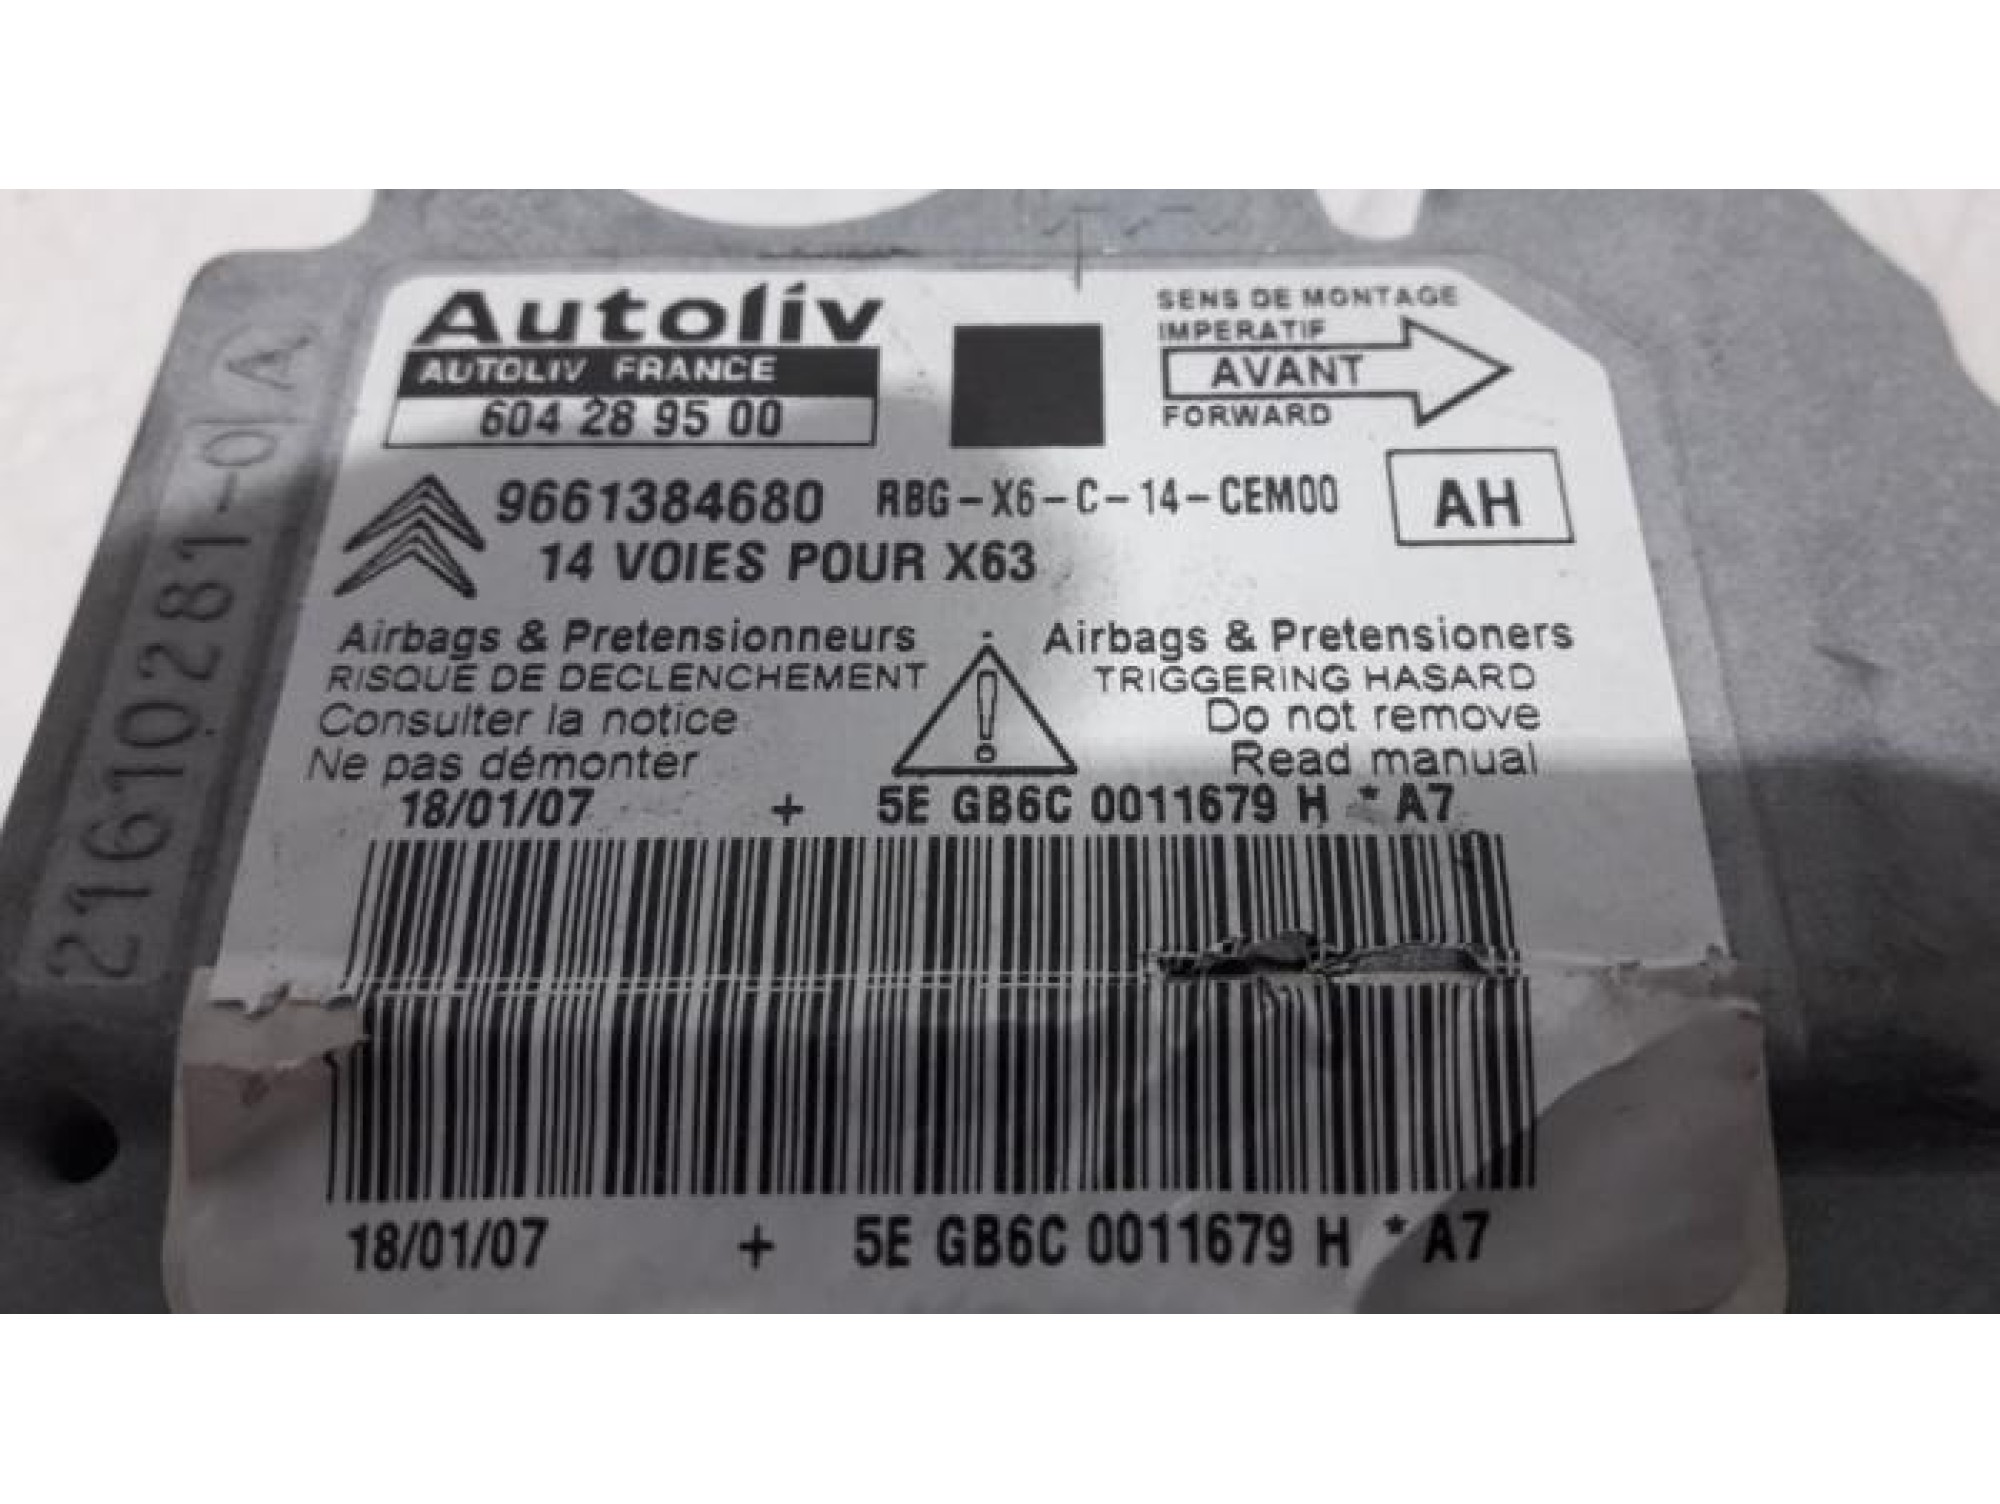 Autoliv
AUTOLIV FRANCE
604 28 95 00
SENS DE MONTAGE
IMPERATIF
AVANT
FORWARD
9661384680 RBG-X6-C-14-CEM00
AH
14 VOIES POUR X63
Airbags & Pretensionneurs
RISQUE DE DECLENCHEMENT
Consulter la notice
Ne pas démonter
Airbags & Pretensioners
TRIGGERING HASARD
Do not remove
Read manual
18/01/07 + 5E GB6C 0011679 H * A7
18/01/07 + 5E GB6C 0011679 H * A7
21610281-0/A